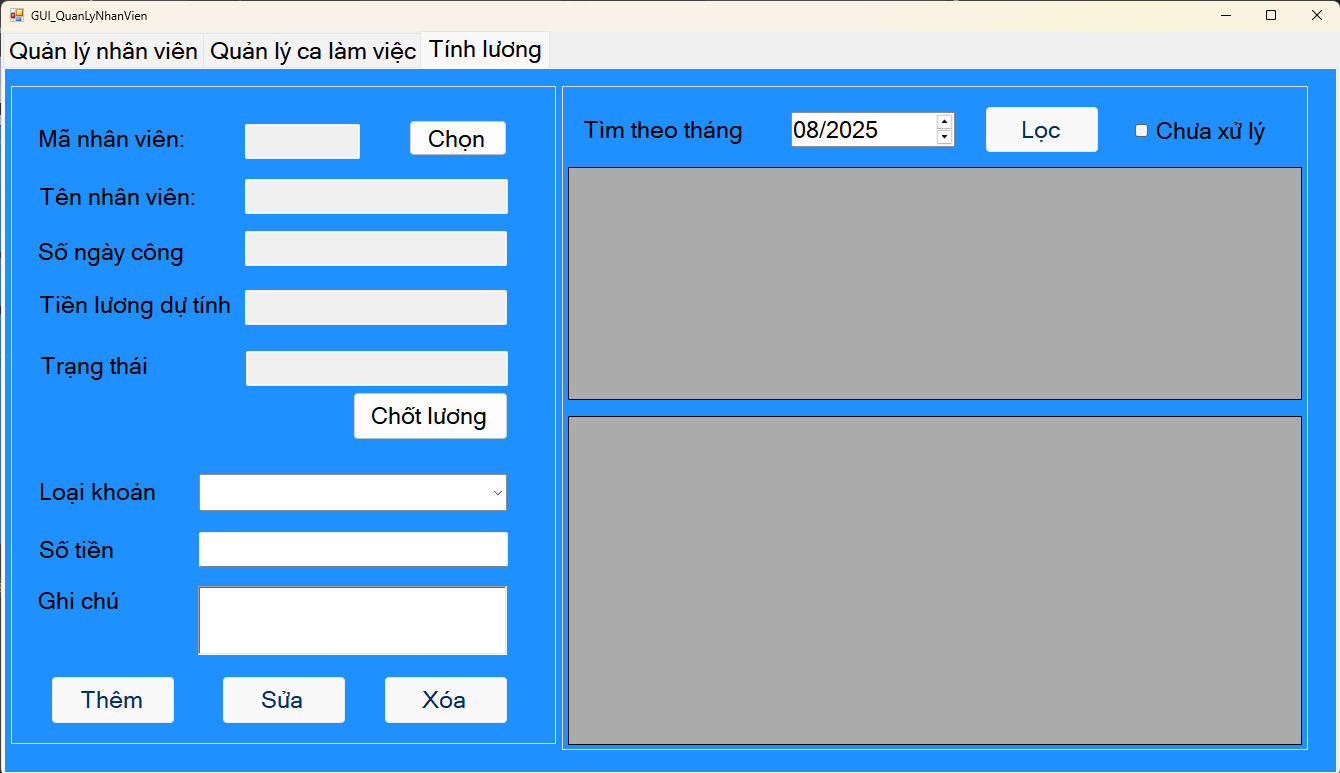 GUI_QuanLyNhanVien
Quản lý nhân viên Quản lý ca làm việc Tính lương
Mã nhân viên: Chọn
Tên nhân viên:
Số ngày công
Tiền lương dự tính
Trạng thái
Chốt lương
Loại khoản
Số tiền
Ghi chú
Thêm Sửa Xóa
Tìm theo tháng 08/2025 Lọc Chưa xử lý